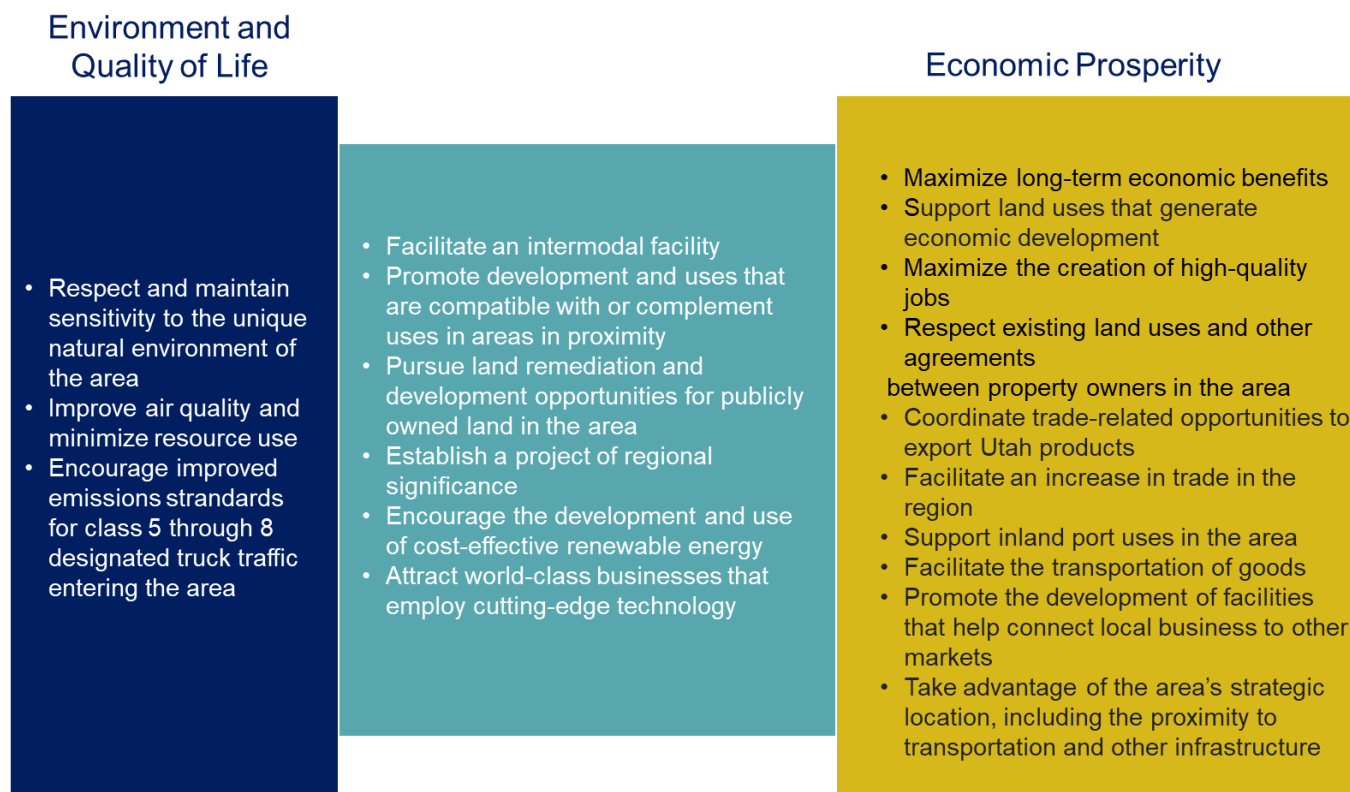 Environment and
Quality of Life
• Respect and maintain
sensitivity to the unique
natural environment of
the area
• Improve air quality and
minimize resource use
• Encourage improved
emissions strandards
for class 5 through 8
designated truck traffic
entering the area
• Facilitate an intermodal facility
• Promote development and uses that
are compatible with or complement
uses in areas in proximity
• Pursue land remediation and
development opportunities for publicly
owned land in the area
• Establish a project of regional
significance
• Encourage the development and use
of cost-effective renewable energy
• Attract world-class businesses that
employ cutting-edge technology
Economic Prosperity
• Maximize long-term economic benefits
• Support land uses that generate
economic development
• Maximize the creation of high-quality
jobs
• Respect existing land uses and other
agreements
between property owners in the area
• Coordinate trade-related opportunities to
export Utah products
• Facilitate an increase in trade in the
region
• Support inland port uses in the area
• Facilitate the transportation of goods
• Promote the development of facilities
that help connect local business to other
markets
• Take advantage of the area’s strategic
location, including the proximity to
transportation and other infrastructure